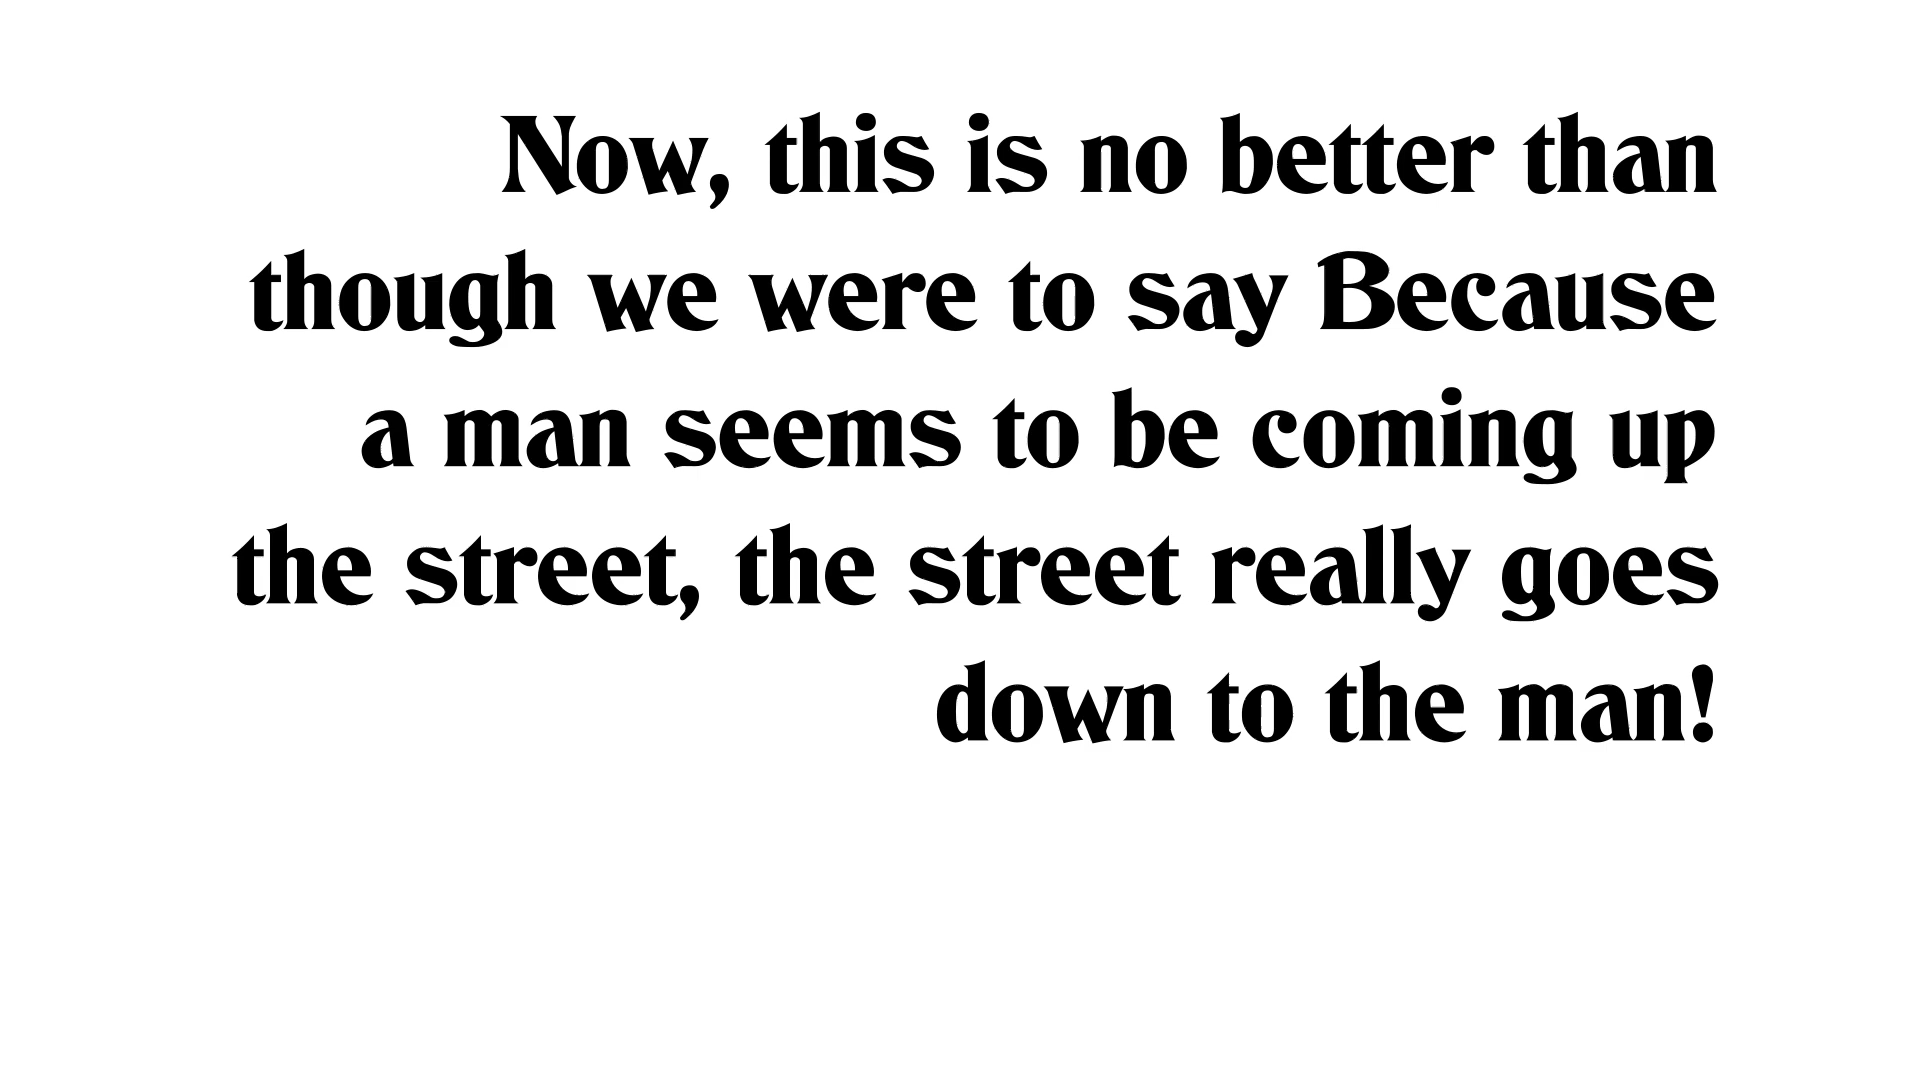 Now, this is no better than
though we were to say Because
a man seems to be coming up
the street, the street really goes
down to the man!